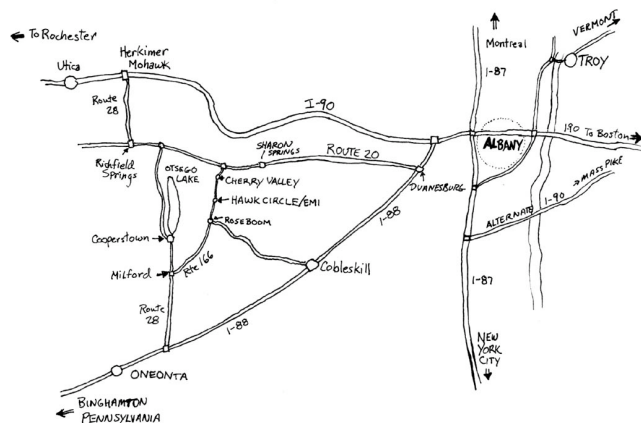 To Rochester
Utica
Herkimer
Mohawk
Route
28
I-90
Montreal
I-87
VERMONT
TROY
ALBANY
I90 To Boston
Richfield
Springs
OTSEGO
LAKE
SHARON
SPRINGS
ROUTE 20
CHERRY VALLEY
HAWK CIRCLE/EMI
ROSEBOOM
DUANESBURG
I-88
ALTERNATE I-90
MASS PIKE
Cooperstown
Milford
Rte 166
Cobleskill
Route
28
I-88
I-87
NEW
YORK
CITY
ONEONTA
BINGHAMTON
PENNSYLVANIA